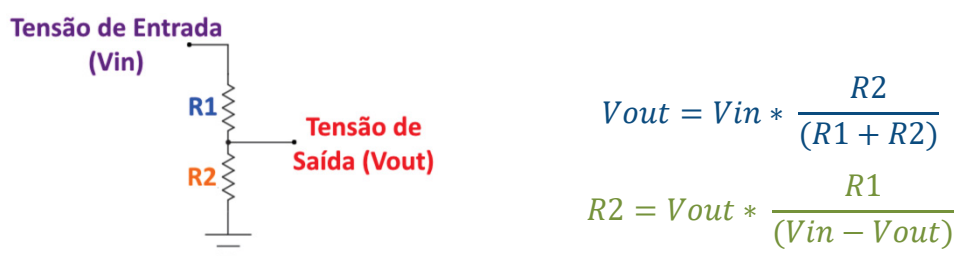 Tensão de Entrada
(Vin)
R1
Tensão de
Saída (Vout)
R2
Vout = Vin * R2 / (R1 + R2)
R2 = Vout * R1 / (Vin − Vout)